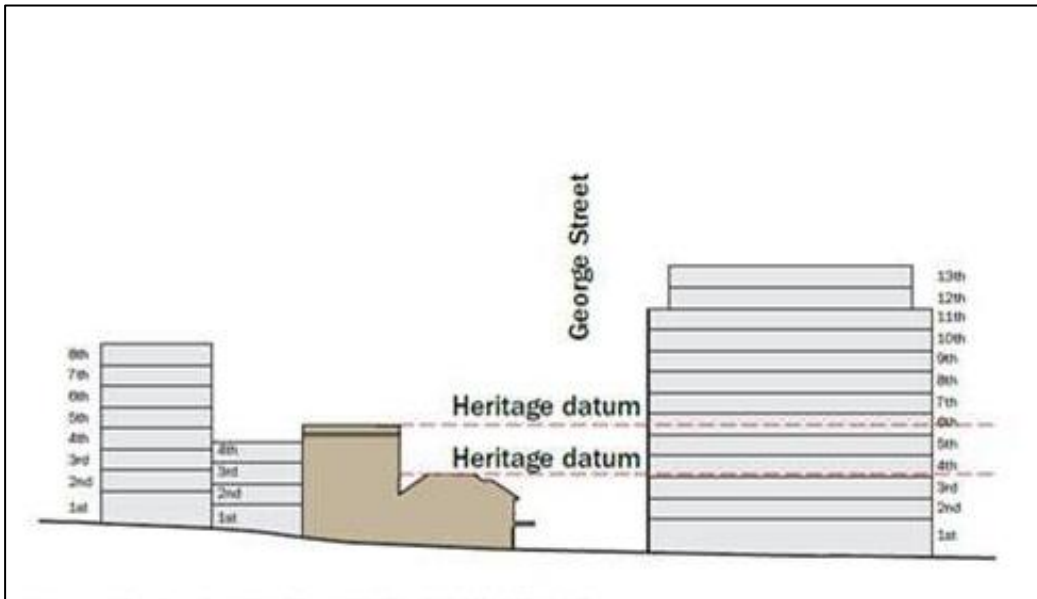 George Street
8th
7th
6th
5th
4th
3rd
2nd
1st
4th
3rd
2nd
1st
Heritage datum
Heritage datum
13th
12th
11th
10th
9th
8th
7th
6th
5th
4th
3rd
2nd
1st